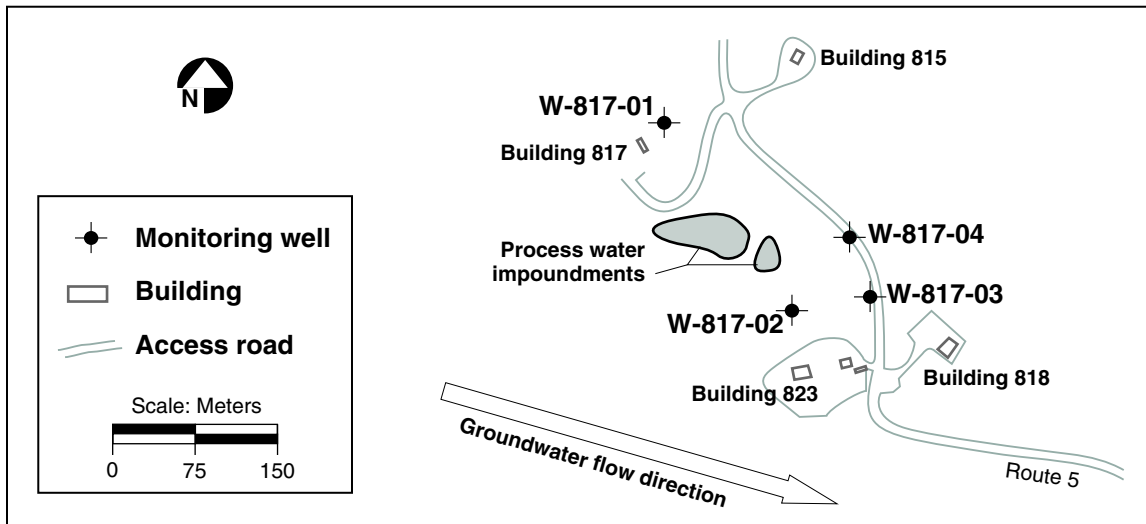 N
Building 815
W-817-01
Building 817
Monitoring well
Building
Access road
Scale: Meters
0 75 150
Process water
impoundments
W-817-04
W-817-03
W-817-02
Building 823
Building 818
Groundwater flow direction
Route 5